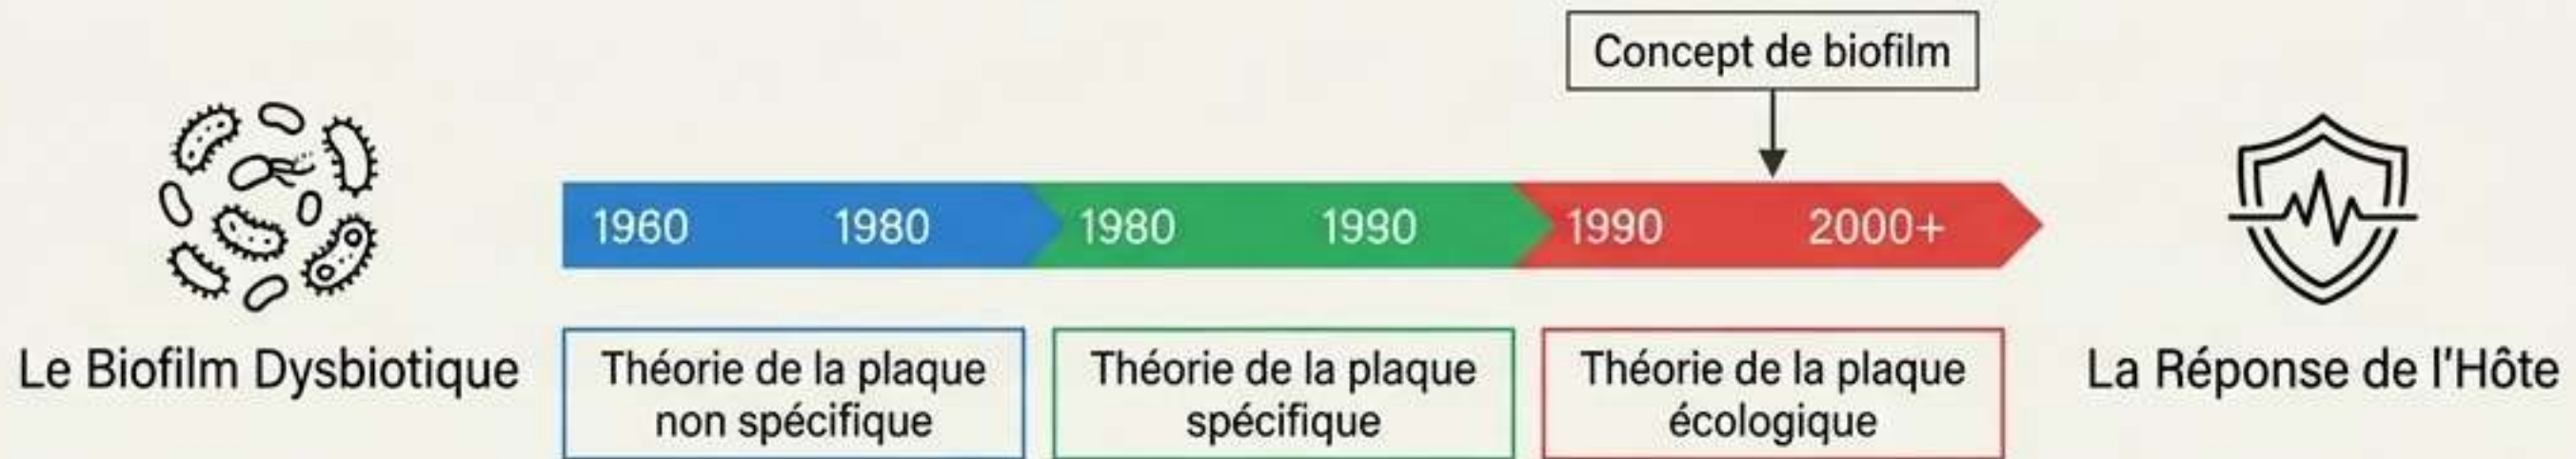 Concept de biofilm
1960
1980
1980
1990
1990
2000+
Le Biofilm Dysbiotique
Théorie de la plaque
non spécifique
Théorie de la plaque
spécifique
Théorie de la plaque
écologique
La Réponse de l'Hôte